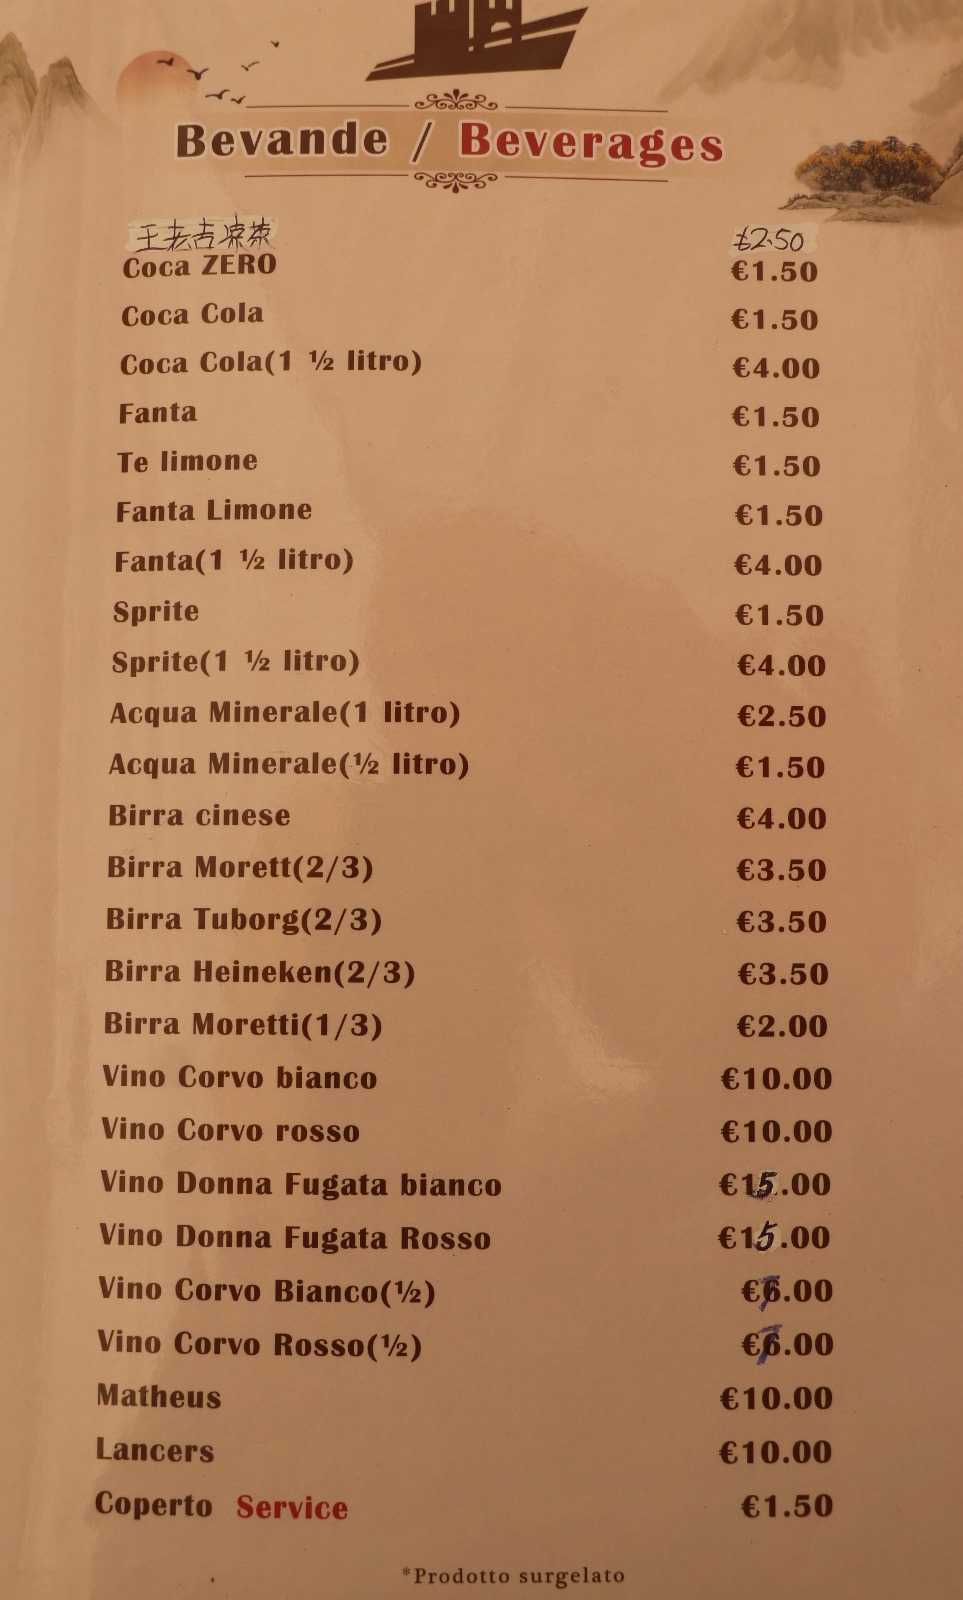 Bevande / Beverages
王老吉凉茶 €2.50
Coca ZERO €1.50
Coca Cola €1.50
Coca Cola(1 ½ litro) €4.00
Fanta €1.50
Te limone €1.50
Fanta Limone €1.50
Fanta(1 ½ litro) €4.00
Sprite €1.50
Sprite(1 ½ litro) €4.00
Acqua Minerale(1 litro) €2.50
Acqua Minerale(½ litro) €1.50
Birra cinese €4.00
Birra Morett(2/3) €3.50
Birra Tuborg(2/3) €3.50
Birra Heineken(2/3) €3.50
Birra Moretti(1/3) €2.00
Vino Corvo bianco €10.00
Vino Corvo rosso €10.00
Vino Donna Fugata bianco €15.00
Vino Donna Fugata Rosso €15.00
Vino Corvo Bianco(½) €7.00
Vino Corvo Rosso(½) €7.00
Matheus €10.00
Lancers €10.00
Coperto Service €1.50
*Prodotto surgelato